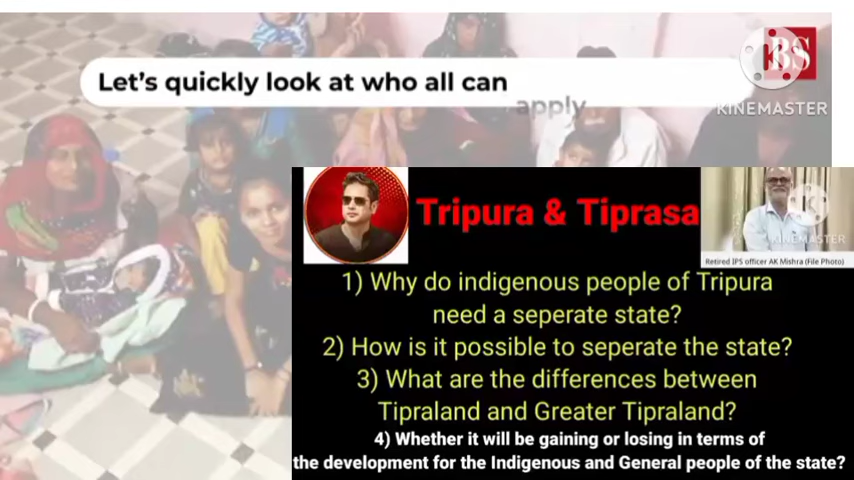 Let's quickly look at who all can
apply
BS
KINEMASTER
Tripura & Tiprasa
KINEMASTER
Retired IPS officer AK Mishra (File Photo)
1) Why do indigenous people of Tripura
need a seperate state?
2) How is it possible to seperate the state?
3) What are the differences between
Tipraland and Greater Tipraland?
4) Whether it will be gaining or losing in terms of
the development for the Indigenous and General people of the state?